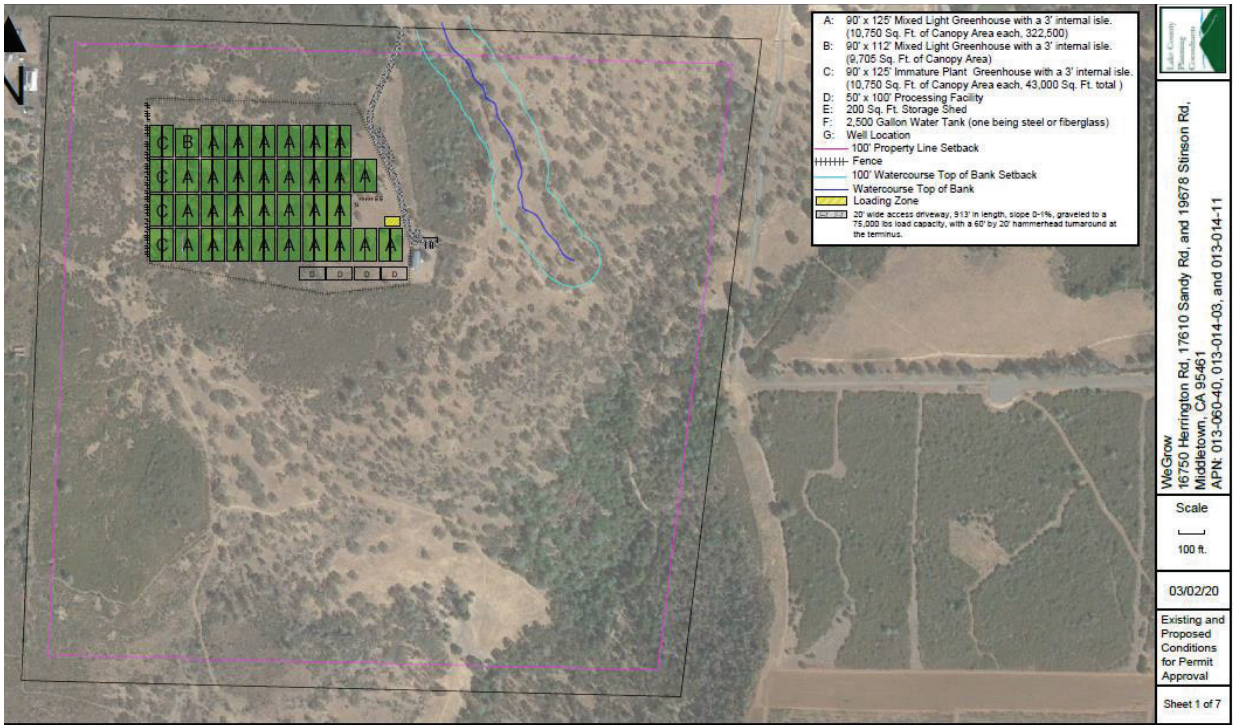 A: 90' x 125' Mixed Light Greenhouse with a 3' internal isle.
(10,750 Sq. Ft. of Canopy Area each, 322,500)
B: 90' x 112' Mixed Light Greenhouse with a 3' internal isle.
(9,705 Sq. Ft. of Canopy Area)
C: 90' x 125' Immature Plant Greenhouse with a 3' internal isle.
(10,750 Sq. Ft. of Canopy Area each, 43,000 Sq. Ft. total )
D: 50' x 100' Processing Facility
E: 200 Sq. Ft. Storage Shed
F: 2,500 Gallon Water Tank (one being steel or fiberglass)
G: Well Location
100' Property Line Setback
Fence
100' Watercourse Top of Bank Setback
Watercourse Top of Bank
Loading Zone
20' wide access driveway, 913' in length, slope 0-1%, graveled to a
75,000 lbs load capacity, with a 60' by 20' hammerhead turnaround at
the terminus.
C B A A A A A A
C A A A A A A A A
C A A A A A A A
C A A A A A A A A A
D D D D
N
Lake County
Planning
Consultants
WeGrow
16750 Herrington Rd, 17610 Sandy Rd, and 19678 Stinson Rd,
Middletown, CA 95461
APN: 013-060-40, 013-014-03, and 013-014-11
Scale
100 ft.
03/02/20
Existing and
Proposed
Conditions
for Permit
Approval
Sheet 1 of 7